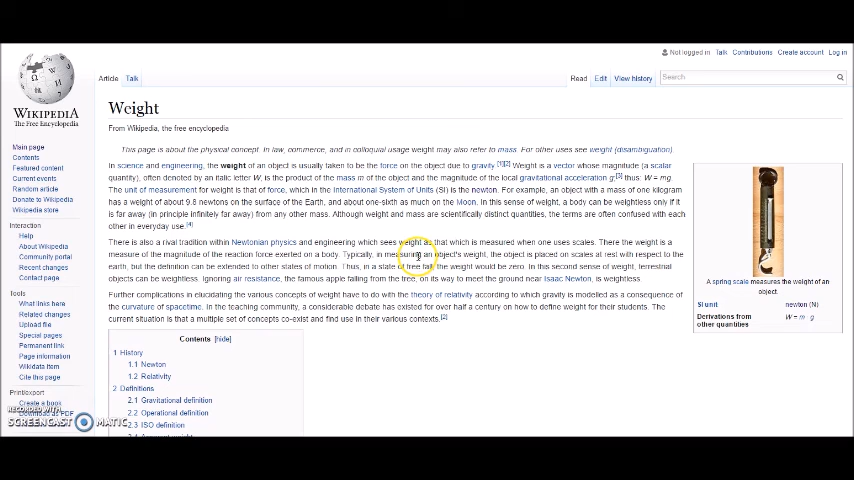 Not logged in Talk Contributions Create account Log in
Article Talk
Read Edit View history
Search
WIKIPEDIA
The Free Encyclopedia
Main page
Contents
Featured content
Current events
Random article
Donate to Wikipedia
Wikipedia store
Interaction
Help
About Wikipedia
Community portal
Recent changes
Contact page
Tools
What links here
Related changes
Upload file
Special pages
Permanent link
Page information
Wikidata item
Cite this page
Print/export
Create a book
Download as PDF
RECORDED WITH
SCREENCAST MATIC
Weight
From Wikipedia, the free encyclopedia
This page is about the physical concept. In law, commerce, and in colloquial usage weight may also refer to mass. For other uses see weight (disambiguation).
In science and engineering, the weight of an object is usually taken to be the force on the object due to gravity.[1][2] Weight is a vector whose magnitude (a scalar
quantity), often denoted by an italic letter W, is the product of the mass m of the object and the magnitude of the local gravitational acceleration g;[3] thus: W = mg.
The unit of measurement for weight is that of force, which in the International System of Units (SI) is the newton. For example, an object with a mass of one kilogram
has a weight of about 9.8 newtons on the surface of the Earth, and about one-sixth as much on the Moon. In this sense of weight, a body can be weightless only if it
is far away (in principle infinitely far away) from any other mass. Although weight and mass are scientifically distinct quantities, the terms are often confused with each
other in everyday use.[4]
There is also a rival tradition within Newtonian physics and engineering which sees weight as that which is measured when one uses scales. There the weight is a
measure of the magnitude of the reaction force exerted on a body. Typically, in measuring an object's weight, the object is placed on scales at rest with respect to the
earth, but the definition can be extended to other states of motion. Thus, in a state of free fall, the weight would be zero. In this second sense of weight, terrestrial
objects can be weightless. Ignoring air resistance, the famous apple falling from the tree, on its way to meet the ground near Isaac Newton, is weightless.
Further complications in elucidating the various concepts of weight have to do with the theory of relativity according to which gravity is modelled as a consequence of
the curvature of spacetime. In the teaching community, a considerable debate has existed for over half a century on how to define weight for their students. The
current situation is that a multiple set of concepts co-exist and find use in their various contexts.[2]
Contents [hide]
1 History
1.1 Newton
1.2 Relativity
2 Definitions
2.1 Gravitational definition
2.2 Operational definition
2.3 ISO definition
2.4 Apparent weight
A spring scale measures the weight of an
object.
SI unit newton (N)
Derivations from W = m · g
other quantities